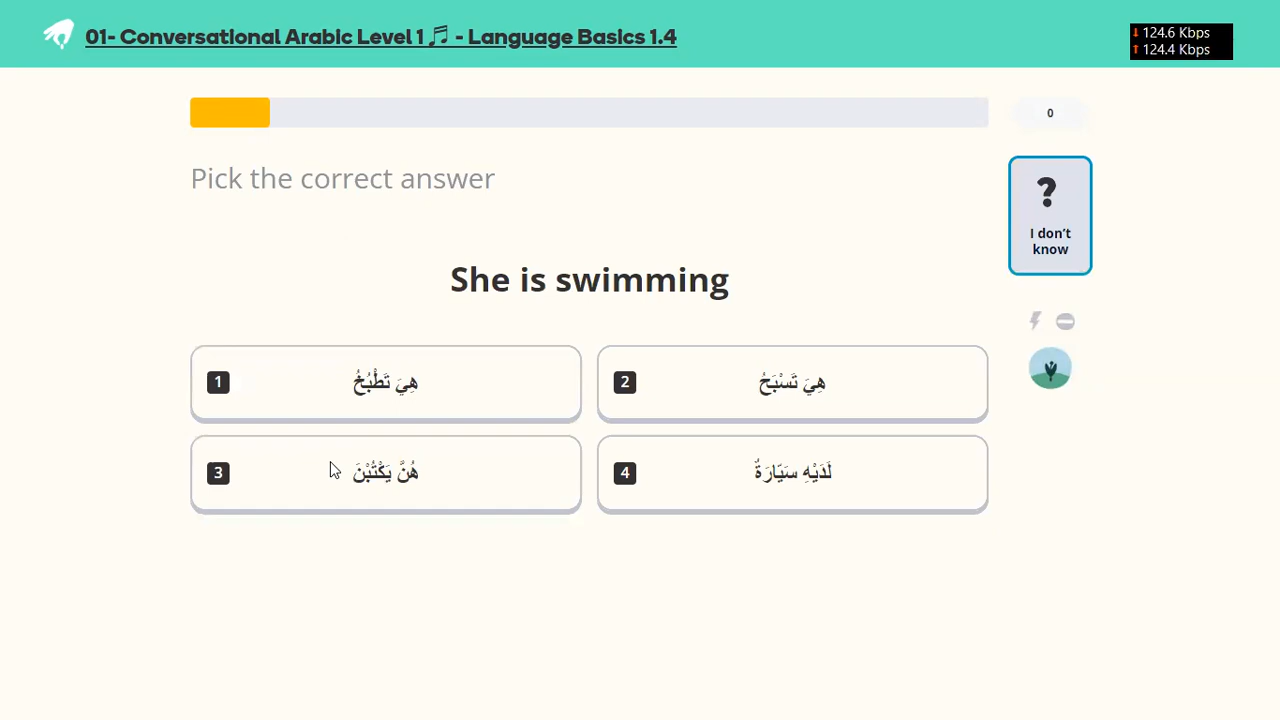 01- Conversational Arabic Level 1 🎵 - Language Basics 1.4
↓ 124.6 Kbps
↑ 124.4 Kbps
0
Pick the correct answer
?
I don't
know
She is swimming
1 هِيَ تَطْبُخُ
2 هِيَ تَسْبَحُ
3 هُنَّ يَكْتُبْنَ
4 لَدَيْهِ سَيّارَةٌ